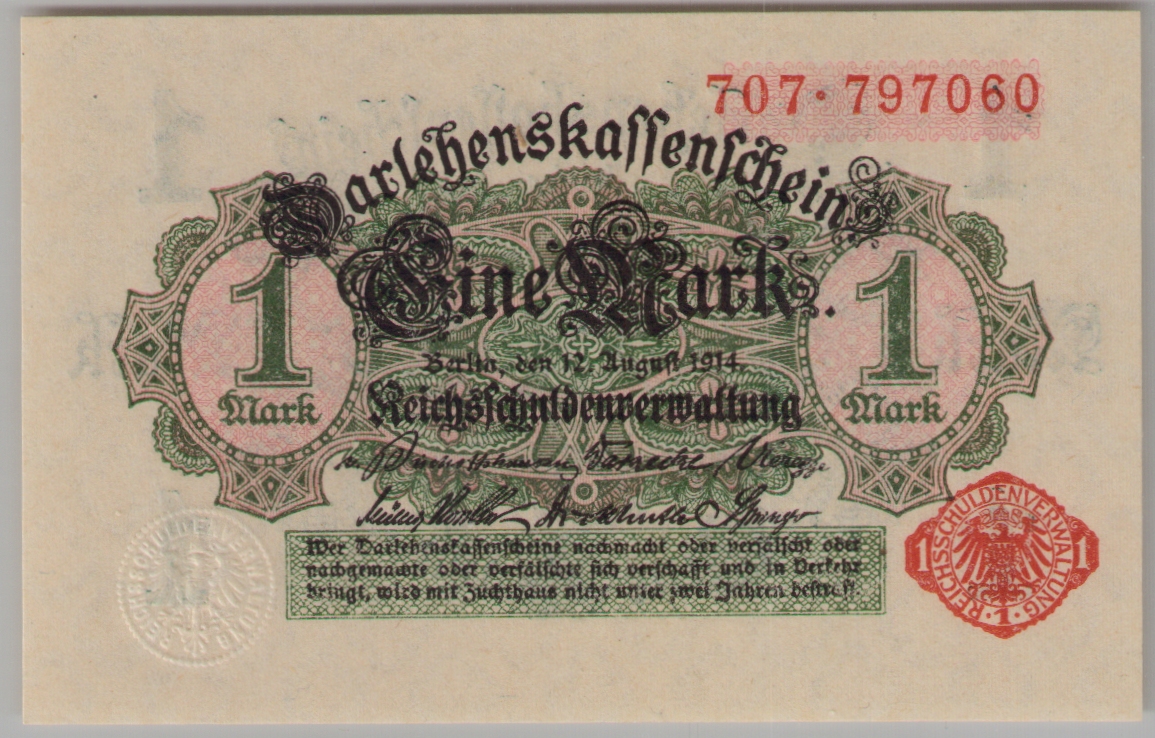 707·797060
Darlehenskassenschein
Eine Mark.
1 Mark
1 Mark
Berlin, den 12. August 1914.
Reichsschuldenverwaltung
Wer Darlehenskassenscheine nachmacht oder verfälscht oder
nachgemachte oder verfälschte sich verschafft und in Verkehr
bringt, wird mit Zuchthaus nicht unter zwei Jahren bestraft.
REICHSSCHULDENVERWALTUNG
1 1
·1·